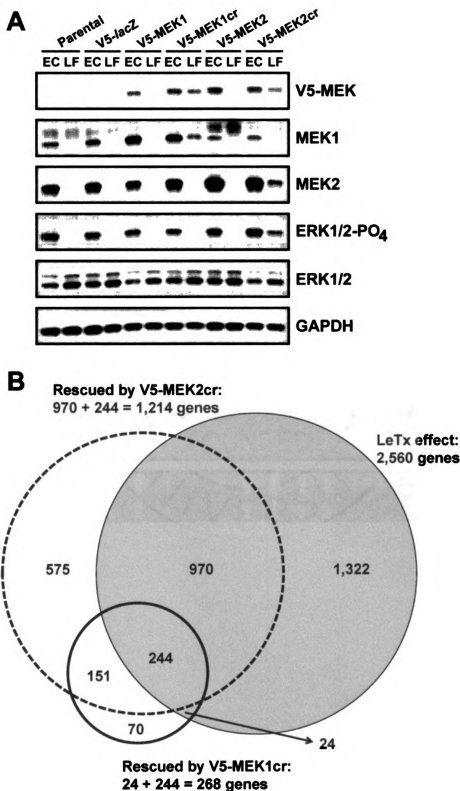 A
Parental V5-lacZ V5-MEK1 V5-MEK1cr V5-MEK2 V5-MEK2cr
EC LF EC LF EC LF EC LF EC LF EC LF
V5-MEK
MEK1
MEK2
ERK1/2-PO4
ERK1/2
GAPDH
B
Rescued by V5-MEK2cr:
970 + 244 = 1,214 genes
LeTx effect:
2,560 genes
575 970 1,322
244
151
70
24
Rescued by V5-MEK1cr:
24 + 244 = 268 genes